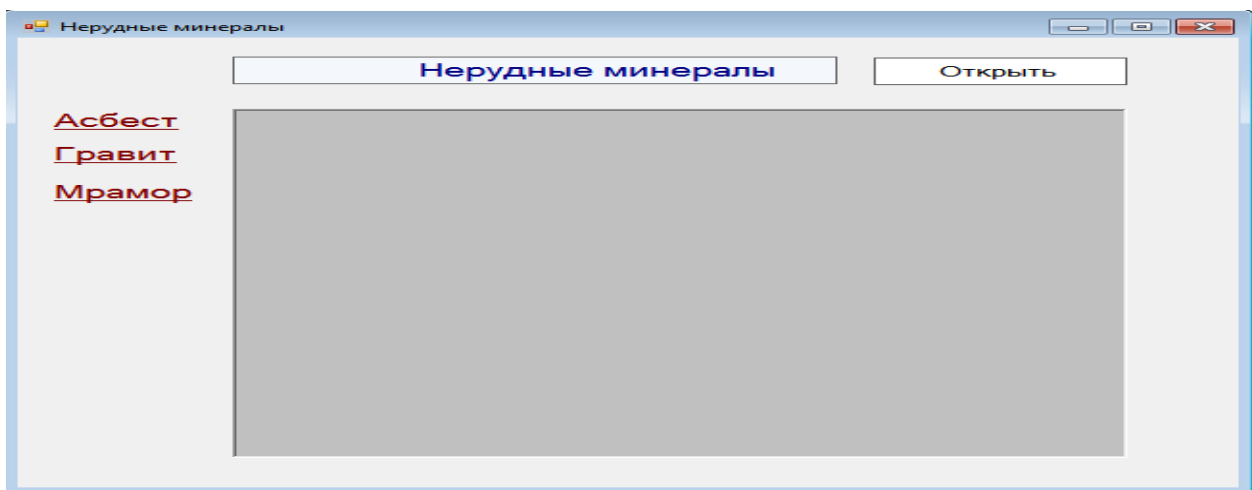 Нерудные минералы
Нерудные минералы
Открыть
Асбест
Гравит
Мрамор